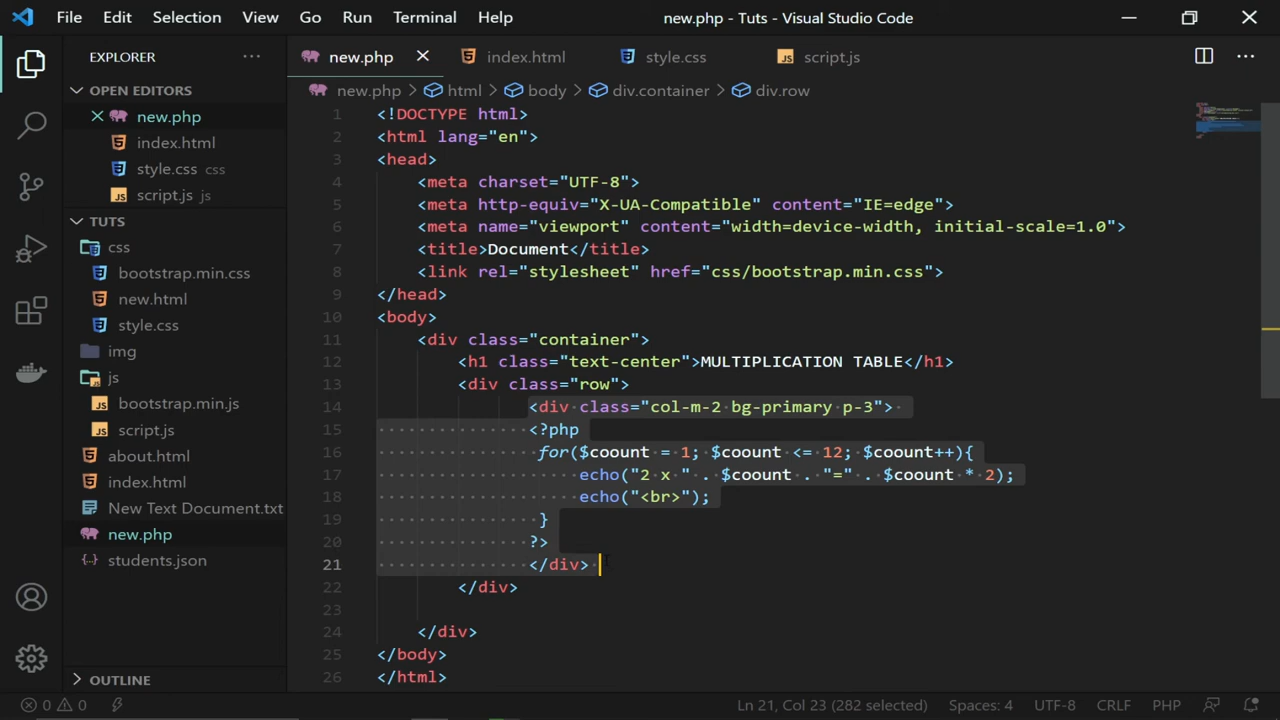 File Edit Selection View Go Run Terminal Help new.php - Tuts - Visual Studio Code
EXPLORER
OPEN EDITORS
new.php
index.html
style.css css
script.js js
TUTS
css
bootstrap.min.css
new.html
style.css
img
js
bootstrap.min.js
script.js
about.html
index.html
New Text Document.txt
new.php
students.json
OUTLINE
new.php index.html style.css script.js
new.php html body div.container div.row
1 <!DOCTYPE html>
2 <html lang="en">
3 <head>
4 <meta charset="UTF-8">
5 <meta http-equiv="X-UA-Compatible" content="IE=edge">
6 <meta name="viewport" content="width=device-width, initial-scale=1.0">
7 <title>Document</title>
8 <link rel="stylesheet" href="css/bootstrap.min.css">
9 </head>
10 <body>
11 <div class="container">
12 <h1 class="text-center">MULTIPLICATION TABLE</h1>
13 <div class="row">
14 <div class="col-m-2 bg-primary p-3">
15 <?php
16 for($coount = 1; $coount <= 12; $coount++){
17 echo("2 x " . $coount . "=" . $coount * 2);
18 echo("<br>");
19 }
20 ?>
21 </div>
22 </div>
23
24 </div>
25 </body>
26 </html>
0 0 Ln 21, Col 23 (282 selected) Spaces: 4 UTF-8 CRLF PHP